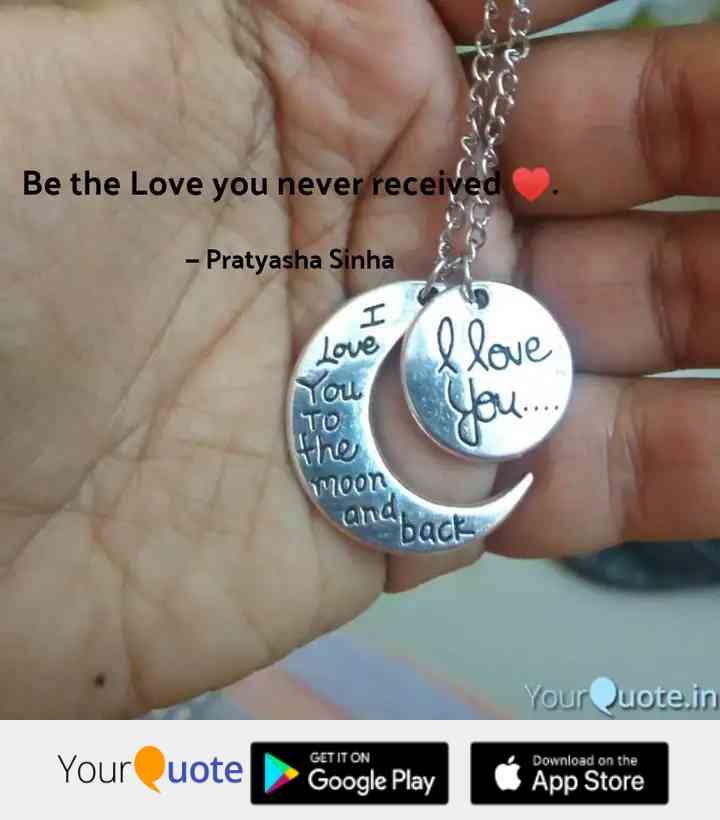 Be the Love you never received ♥️.
– Pratyasha Sinha
I
Love
You
TO
the
moon
and
back
I love
You....
YourQuote.in
YourQuote
GET IT ON
Google Play
Download on the
App Store